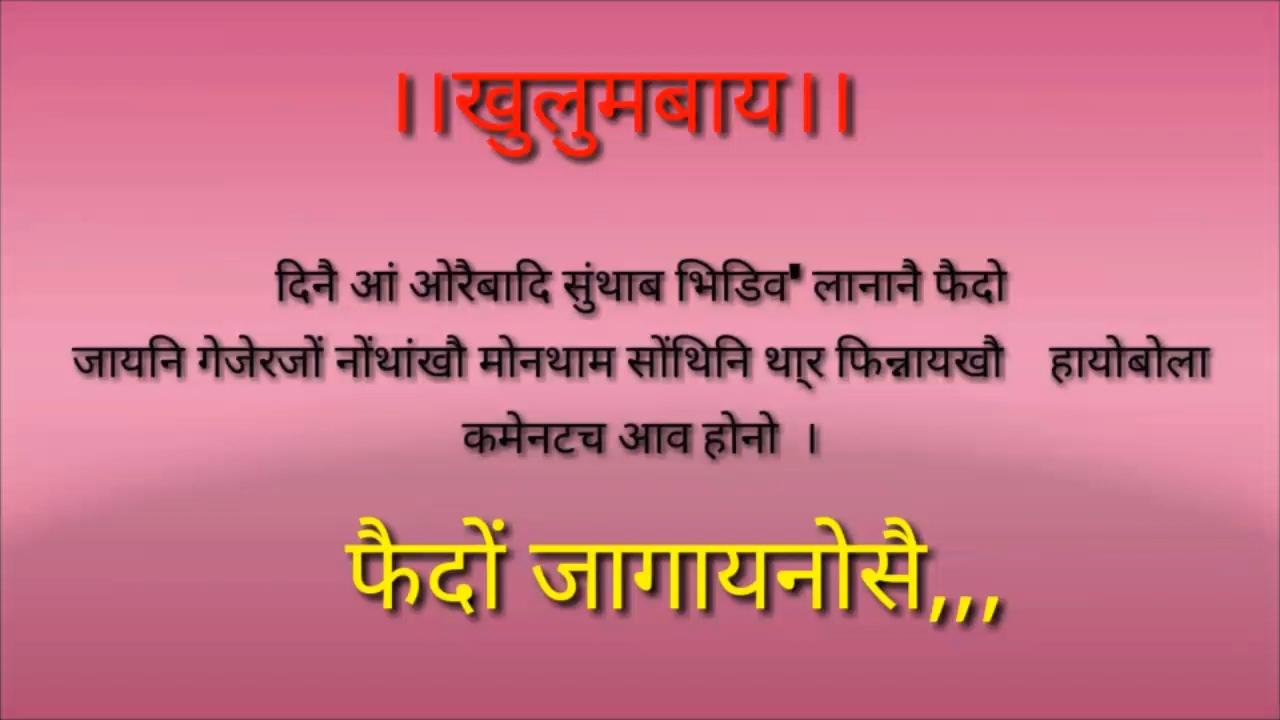 ।।खुलुमबाय।।
दिनै आं ओरैबादि सुंथाब भिडिव' लानानै फैदो
जायनि गेजेरजों नोंथांखौ मोनथाम सोंथिनि था्र फिन्नायखौ हायोबोला
कमेनटच आव होनो ।
फैदों जागायनोसै,,,